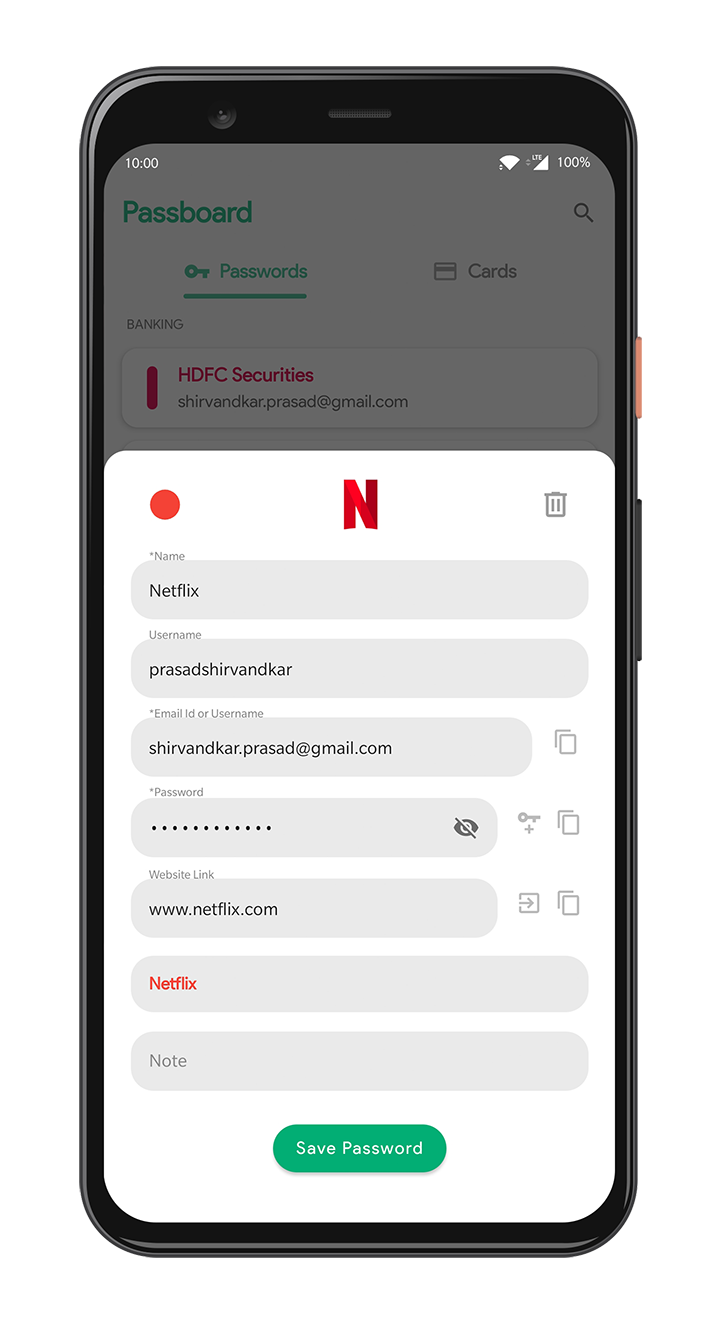 10:00 LTE 100%
Passboard
Passwords Cards
BANKING
HDFC Securities
shirvandkar.prasad@gmail.com
N
*Name
Netflix
Username
prasadshirvandkar
*Email Id or Username
shirvandkar.prasad@gmail.com
*Password
••••••••••••
Website Link
www.netflix.com
Netflix
Note
Save Password